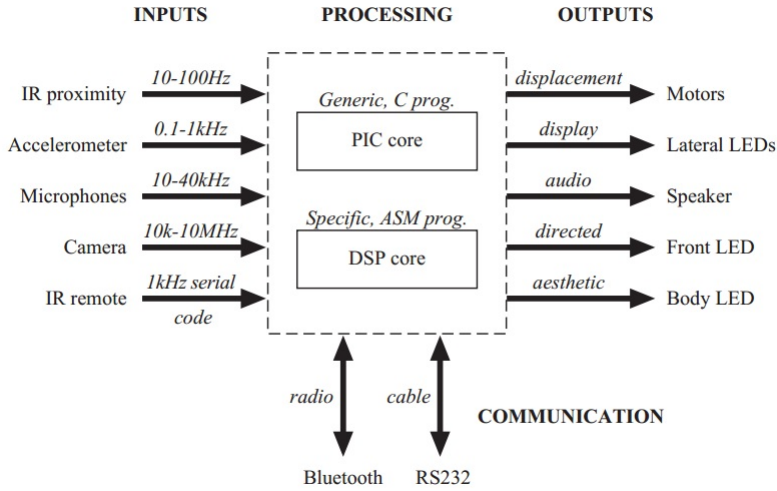 INPUTS
PROCESSING
OUTPUTS
IR proximity
10-100Hz
Accelerometer
0.1-1kHz
Microphones
10-40kHz
Camera
10k-10MHz
IR remote
1kHz serial
code
Generic, C prog.
PIC core
Specific, ASM prog.
DSP core
displacement
Motors
display
Lateral LEDs
audio
Speaker
directed
Front LED
aesthetic
Body LED
radio
cable
COMMUNICATION
Bluetooth
RS232